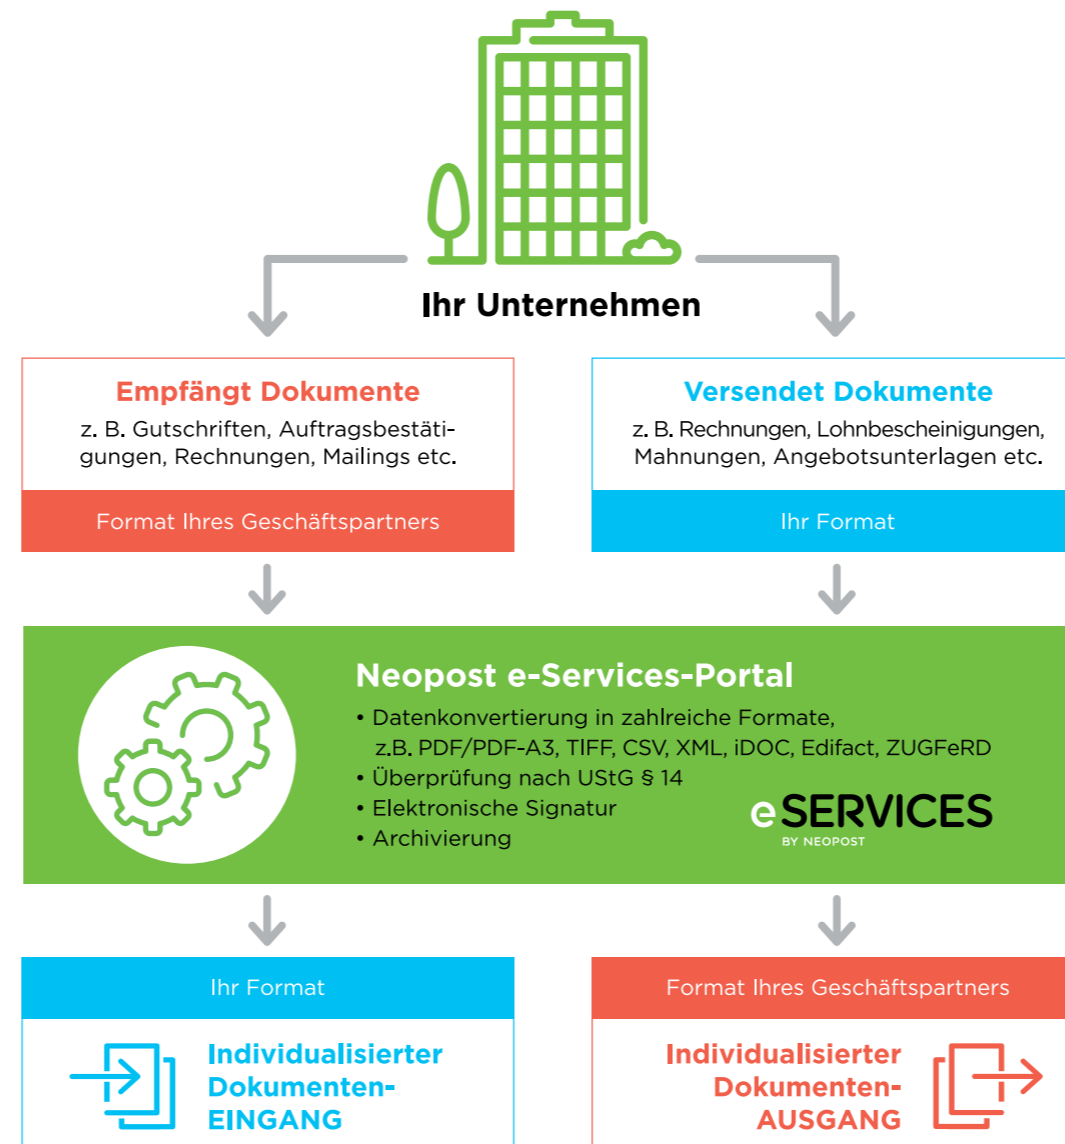 Ihr Unternehmen
Empfängt Dokumente
z. B. Gutschriften, Auftragsbestäti-
gungen, Rechnungen, Mailings etc.
Format Ihres Geschäftspartners
Versendet Dokumente
z. B. Rechnungen, Lohnbescheinigungen,
Mahnungen, Angebotsunterlagen etc.
Ihr Format
Neopost e-Services-Portal
• Datenkonvertierung in zahlreiche Formate,
z.B. PDF/PDF-A3, TIFF, CSV, XML, iDOC, Edifact, ZUGFeRD
• Überprüfung nach UStG § 14
• Elektronische Signatur
• Archivierung
eSERVICES
BY NEOPOST
Ihr Format
Individualisierter
Dokumenten-
EINGANG
Format Ihres Geschäftspartners
Individualisierter
Dokumenten-
AUSGANG